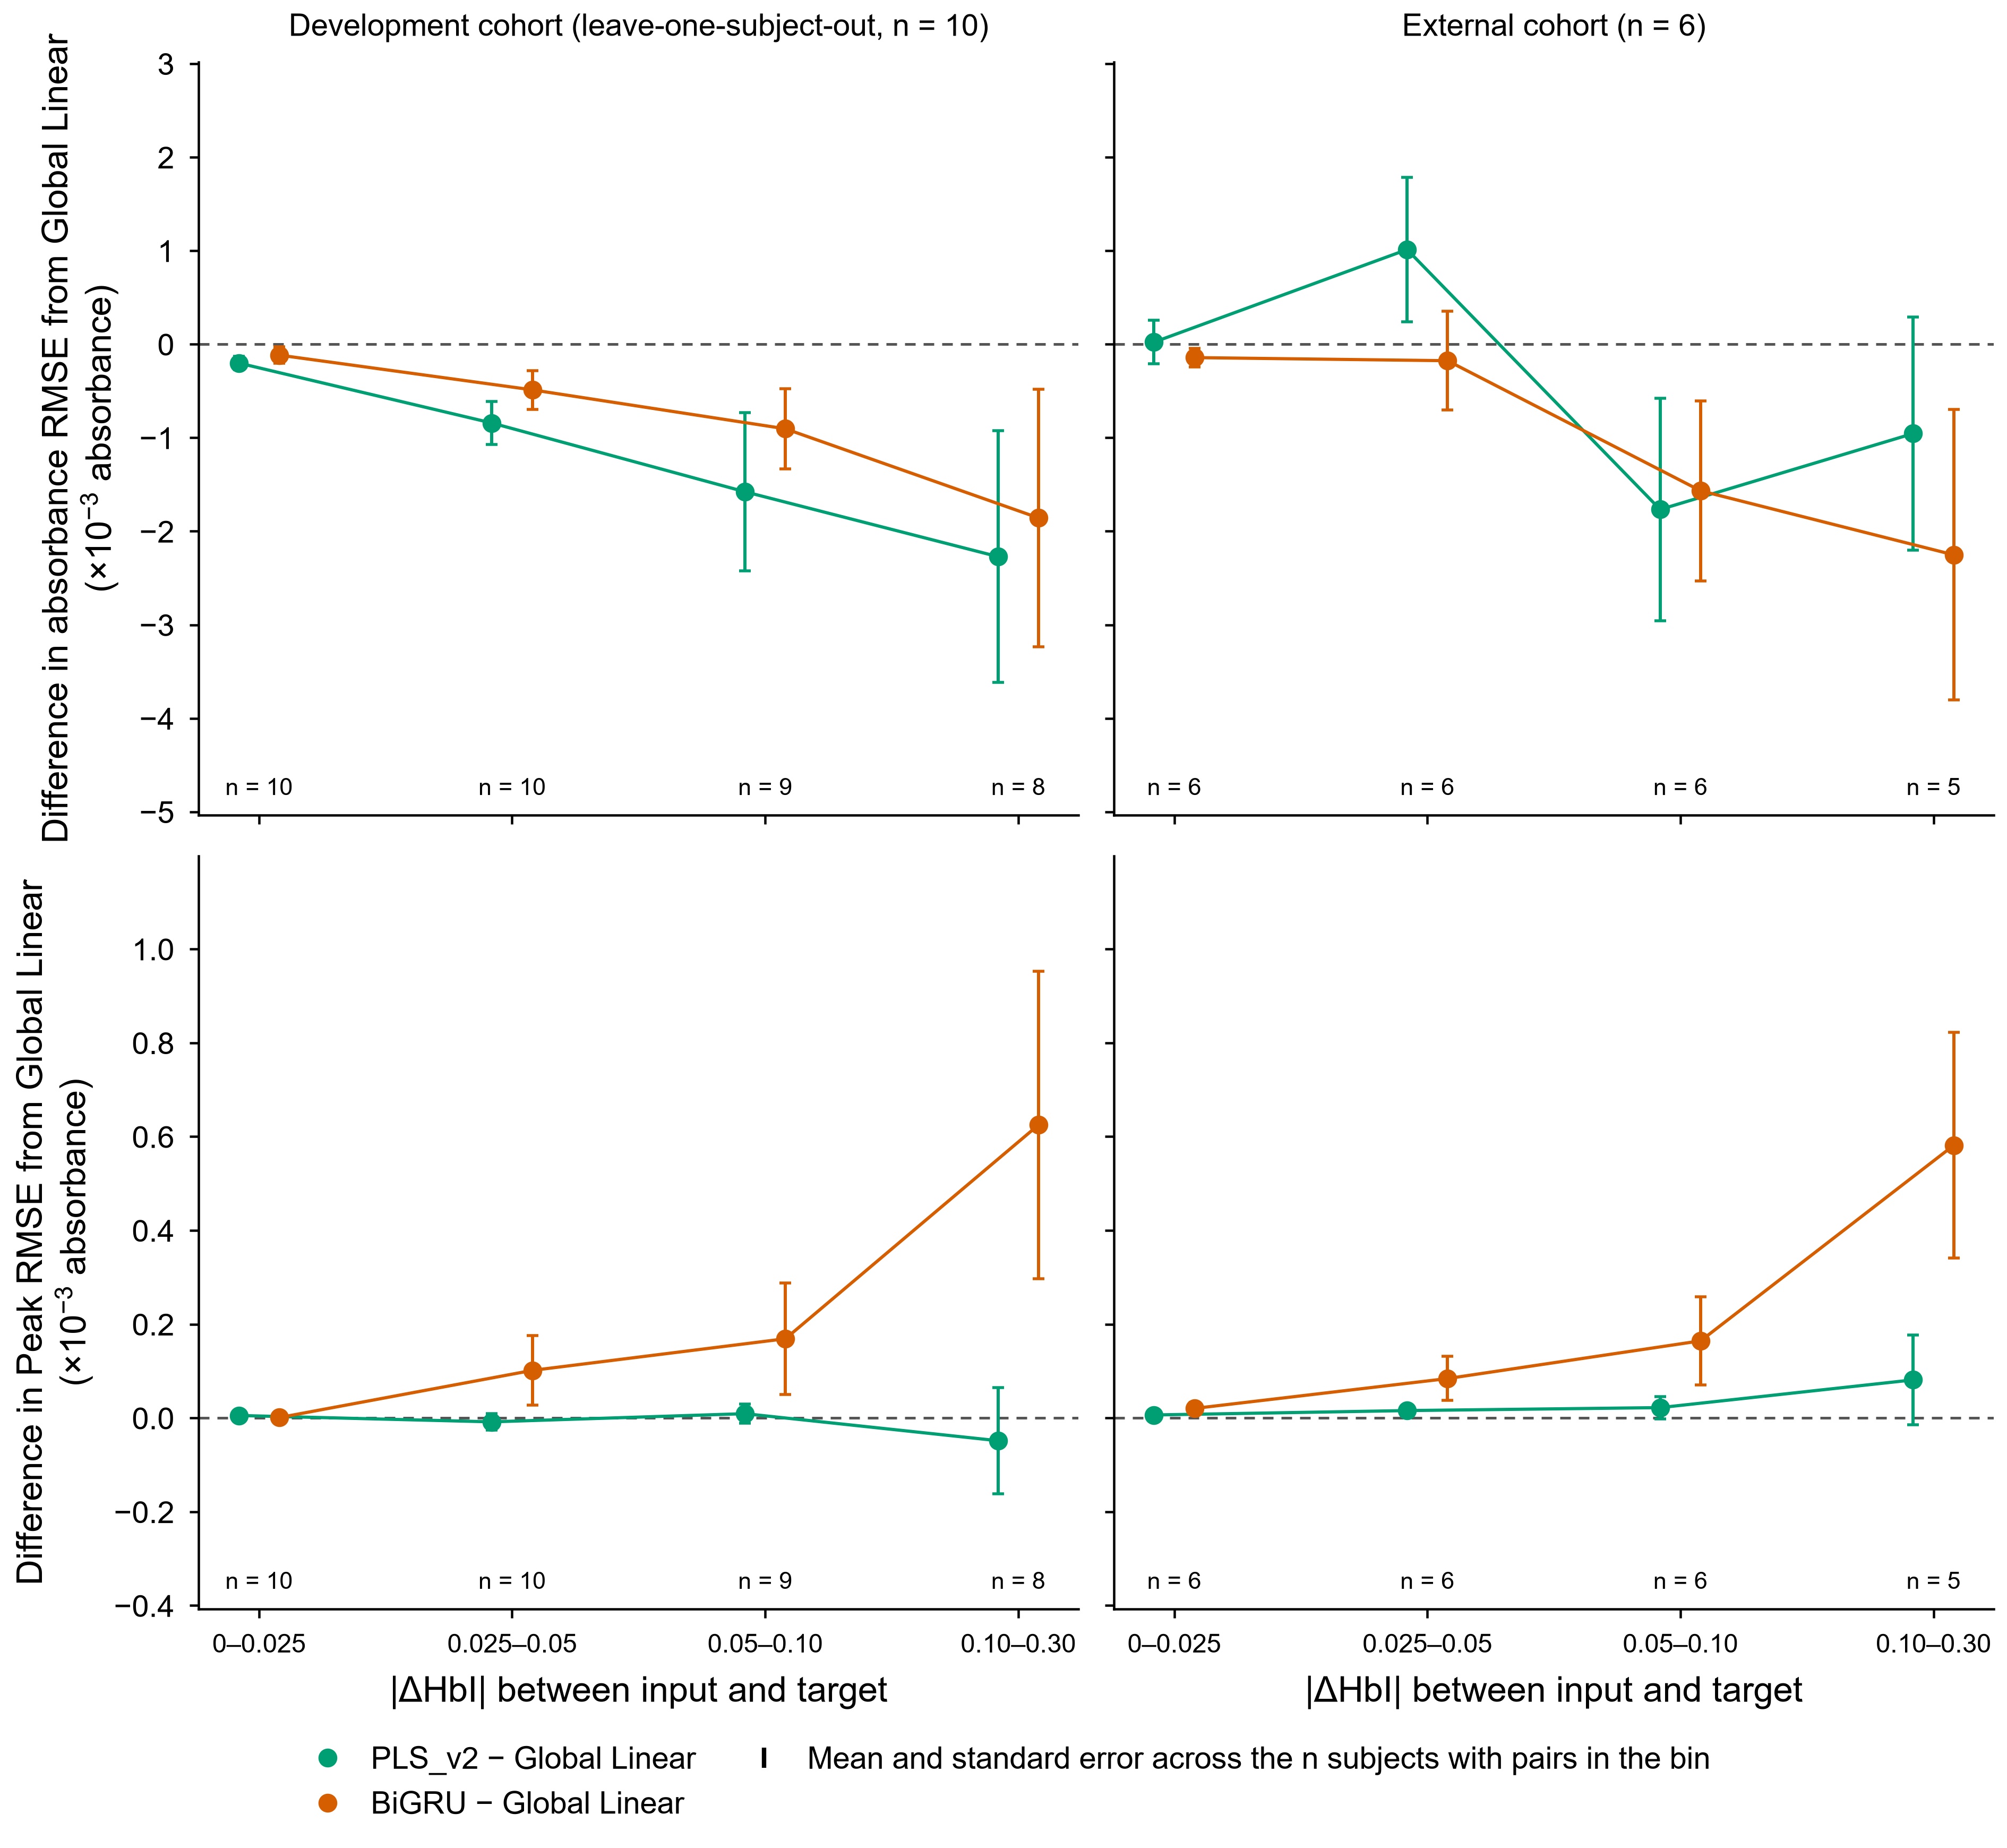 Development cohort (leave-one-subject-out, n = 10)
External cohort (n = 6)
Difference in absorbance RMSE from Global Linear
(×10⁻³ absorbance)
3
2
1
0
−1
−2
−3
−4
−5
n = 10
n = 10
n = 9
n = 8
n = 6
n = 6
n = 6
n = 5
Difference in Peak RMSE from Global Linear
(×10⁻³ absorbance)
1.0
0.8
0.6
0.4
0.2
0.0
−0.2
−0.4
n = 10
n = 10
n = 9
n = 8
n = 6
n = 6
n = 6
n = 5
0–0.025
0.025–0.05
0.05–0.10
0.10–0.30
0–0.025
0.025–0.05
0.05–0.10
0.10–0.30
|ΔHbI| between input and target
|ΔHbI| between input and target
PLS_v2 − Global Linear
BiGRU − Global Linear
Mean and standard error across the n subjects with pairs in the bin